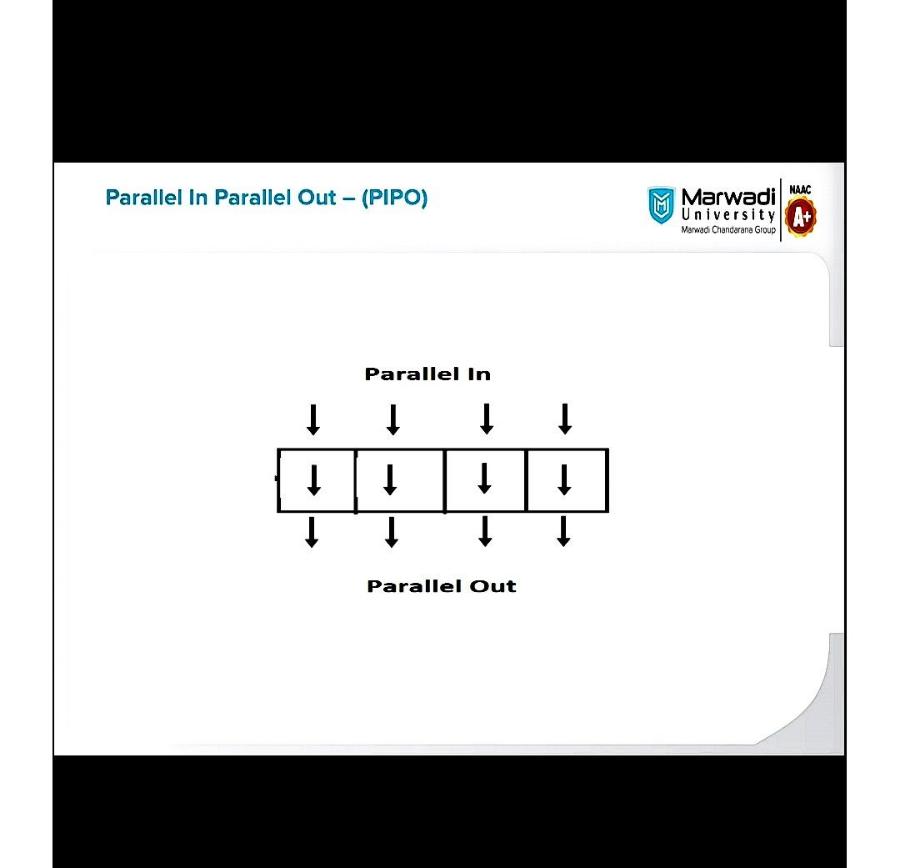 Parallel In Parallel Out – (PIPO)
Marwadi
University
Marwadi Chandarana Group
NAAC
A+
Parallel In
Parallel Out